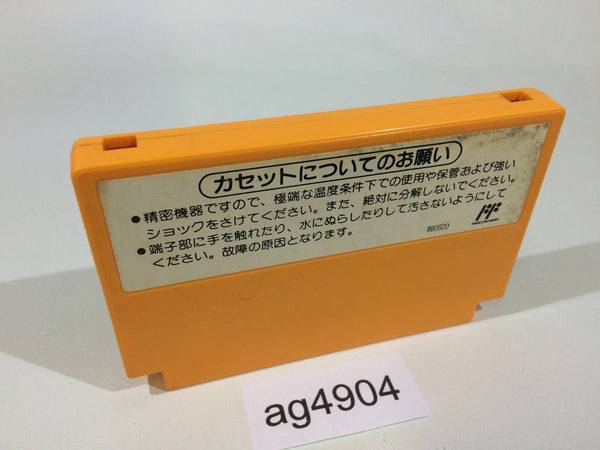 カセットについてのお願い
●精密機器ですので、極端な温度条件下での使用や保管および強い
ショックをさけてください。また、絶対に分解しないでください。
●端子部に手を触れたり、水にぬらしたりして汚さないようにして
ください。故障の原因となります。
880920
ag4904